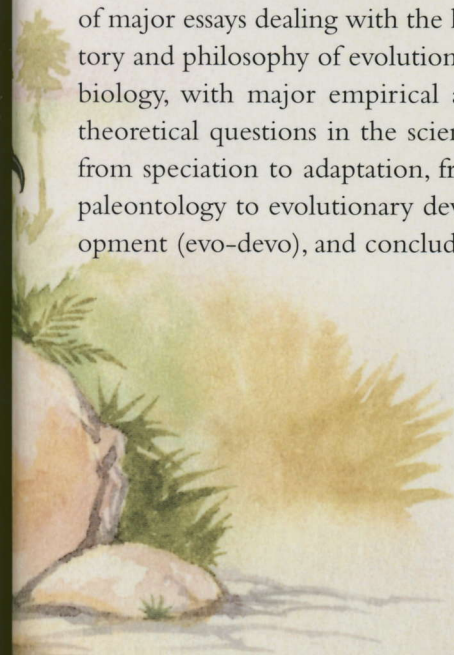 of major essays dealing with the
tory and philosophy of evolution
biology, with major empirical
theoretical questions in the scien
from speciation to adaptation, fr
paleontology to evolutionary dev
opment (evo-devo), and conclud